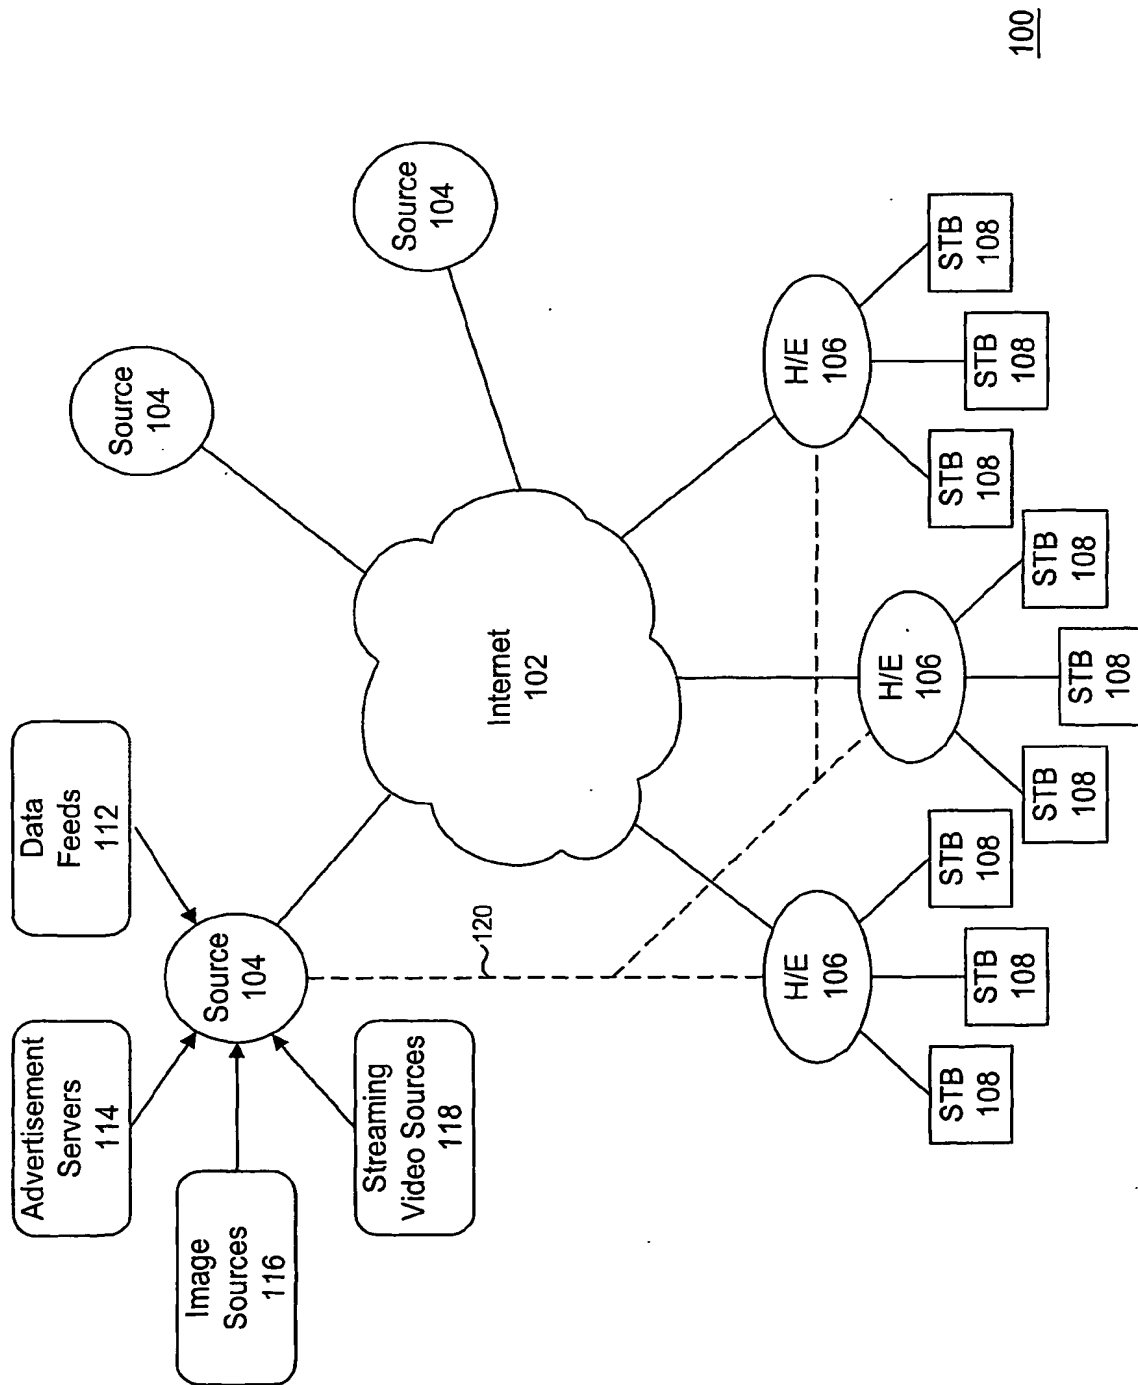 Advertisement
Servers
114
Data
Feeds
112
Image
Sources
116
Streaming
Video Sources
118
Source
104
Source
104
Source
104
120
Internet
102
H/E
106
H/E
106
H/E
106
STB
108
STB
108
STB
108
STB
108
STB
108
STB
108
STB
108
STB
108
STB
108
100